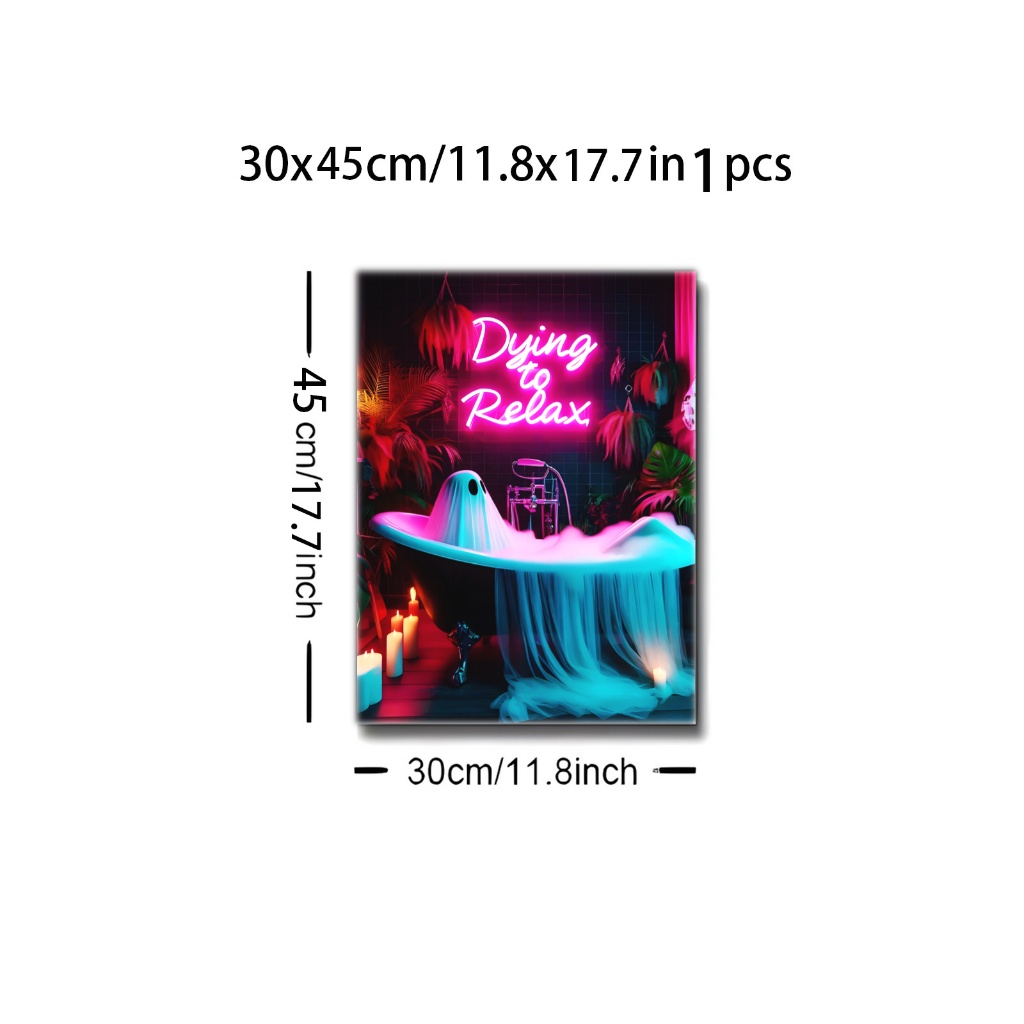 30x45cm/11.8x17.7in 1 pcs
Dying
to
Relax
45 cm/17.7inch
30cm/11.8inch